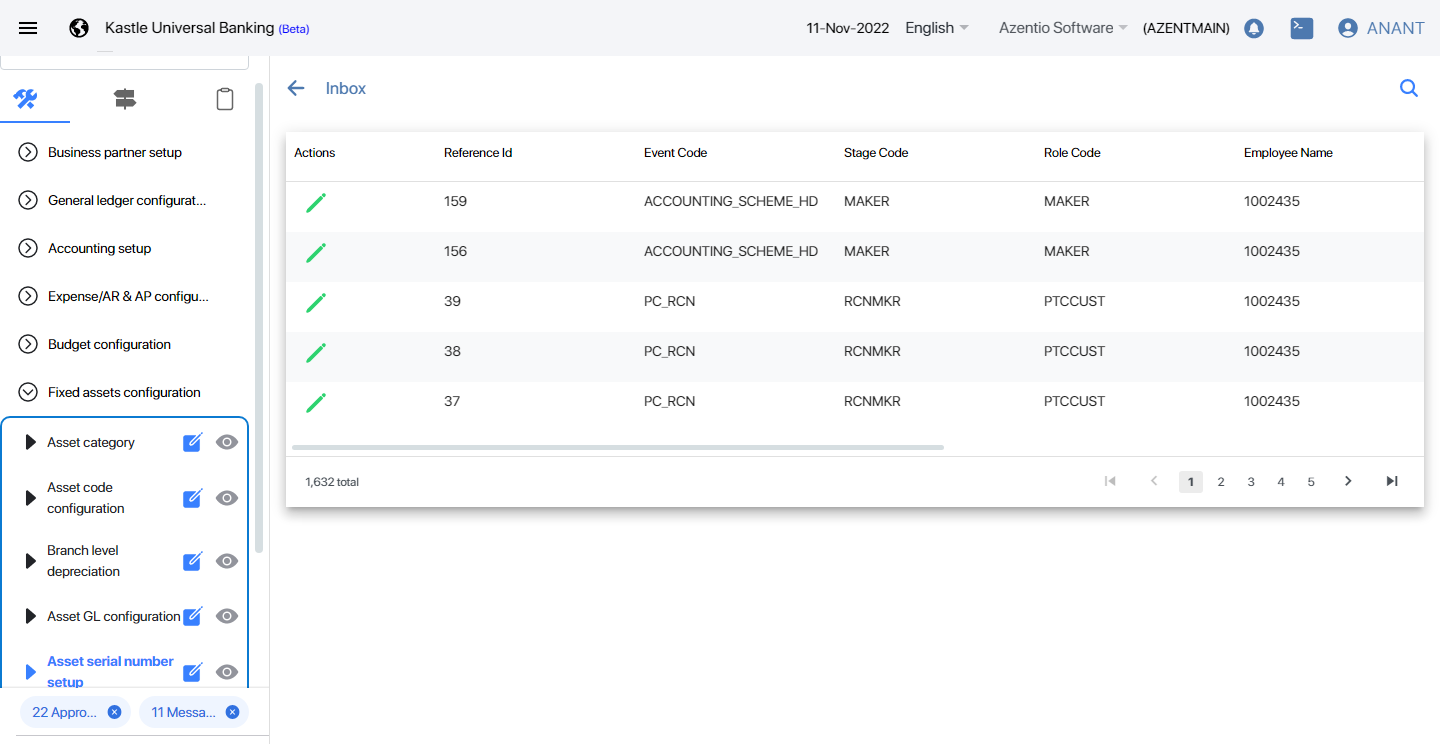 Kastle Universal Banking (Beta)
11-Nov-2022 English Azentio Software (AZENTMAIN) ANANT
Inbox
Business partner setup
General ledger configurat...
Accounting setup
Expense/AR & AP configu...
Budget configuration
Fixed assets configuration
Asset category
Asset code
configuration
Branch level
depreciation
Asset GL configuration
Asset serial number
setup
22 Appro... 11 Messa...
Actions Reference Id Event Code Stage Code Role Code Employee Name
159 ACCOUNTING_SCHEME_HD MAKER MAKER 1002435
156 ACCOUNTING_SCHEME_HD MAKER MAKER 1002435
39 PC_RCN RCNMKR PTCCUST 1002435
38 PC_RCN RCNMKR PTCCUST 1002435
37 PC_RCN RCNMKR PTCCUST 1002435
1,632 total 1 2 3 4 5